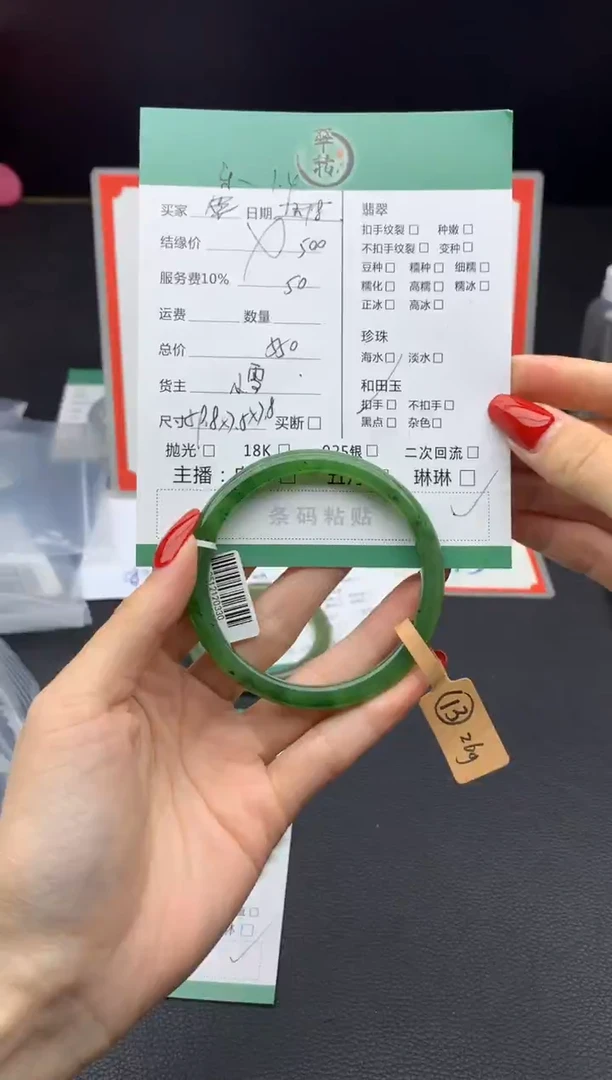 翠
买家 日期
结缘价 500
服务费10% 50
运费 数量
总价 550
货主 小雪
尺寸 买断□
抛光□ 18K□ 925银□ 二次回流□
主播： 琳琳□
条码粘贴
翡翠
扣手纹裂□ 种嫩□
不扣手纹裂□ 变种□
豆种□ 糯种□ 细糯□
糯化□ 高糯□ 糯冰□
正冰□ 高冰□
珍珠
海水□ 淡水□
和田玉
扣手□ 不扣手□
黑点□ 杂色□
13
26g